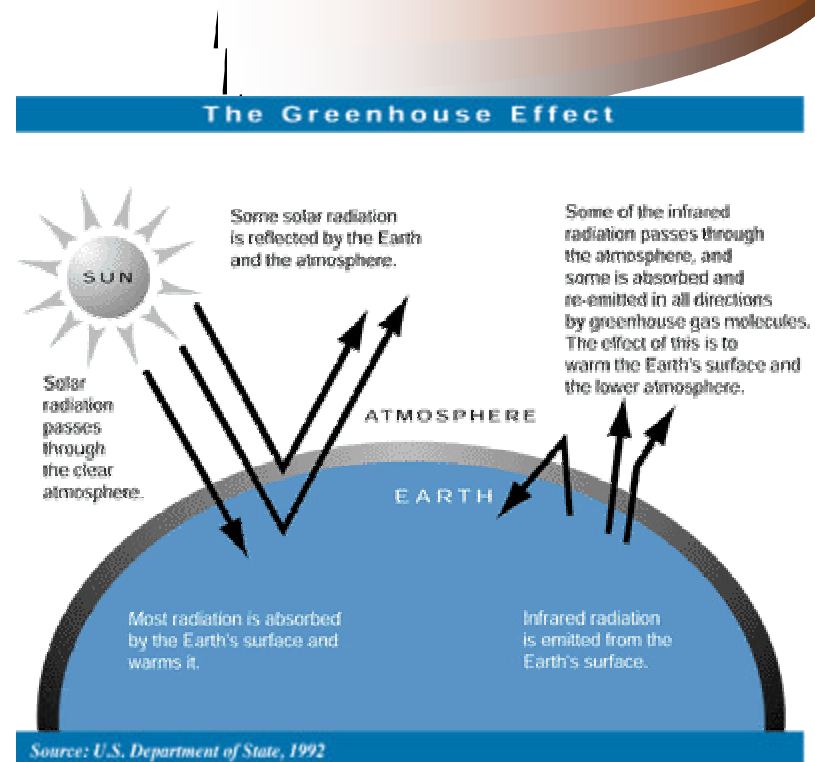 The Greenhouse Effect
SUN
Some solar radiation
is reflected by the Earth
and the atmosphere.
Some of the infrared
radiation passes through
the atmosphere, and
some is absorbed and
re-emitted in all directions
by greenhouse gas molecules.
The effect of this is to
warm the Earth's surface and
the lower atmosphere.
Solar
radiation
passes
through
the clear
atmosphere.
ATMOSPHERE
EARTH
Most radiation is absorbed
by the Earth's surface and
warms it.
Infrared radiation
is emitted from the
Earth's surface.
Source: U.S. Department of State, 1992